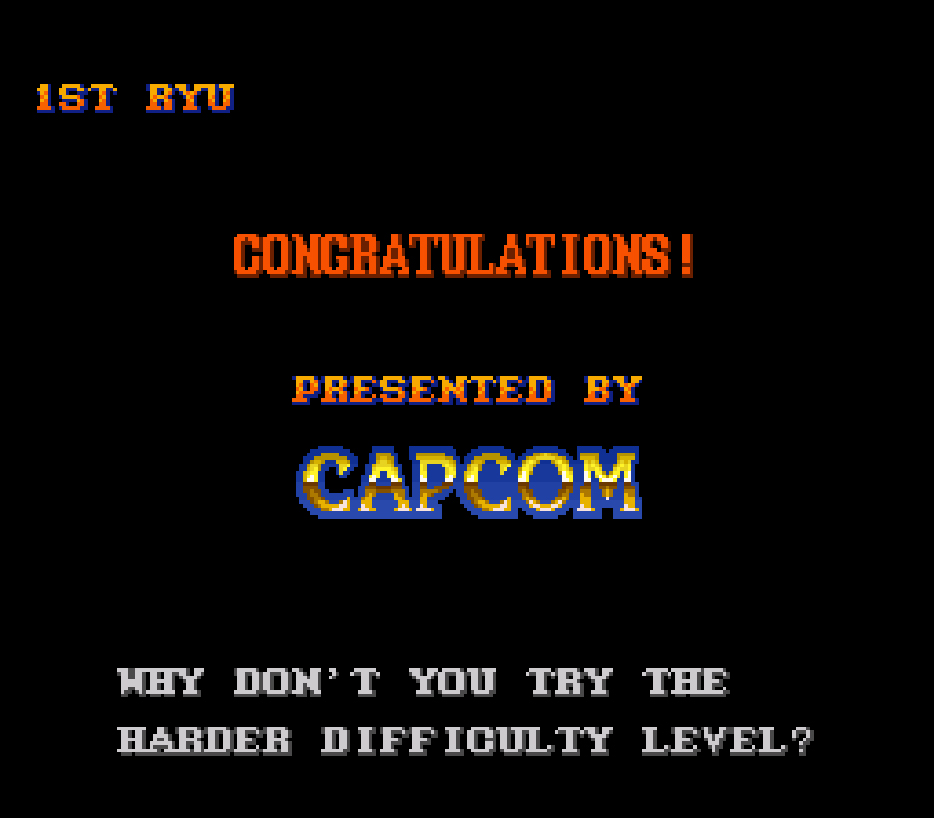 1ST RYU
CONGRATULATIONS!
PRESENTED BY
CAPCOM
WHY DON'T YOU TRY THE
HARDER DIFFICULTY LEVEL?